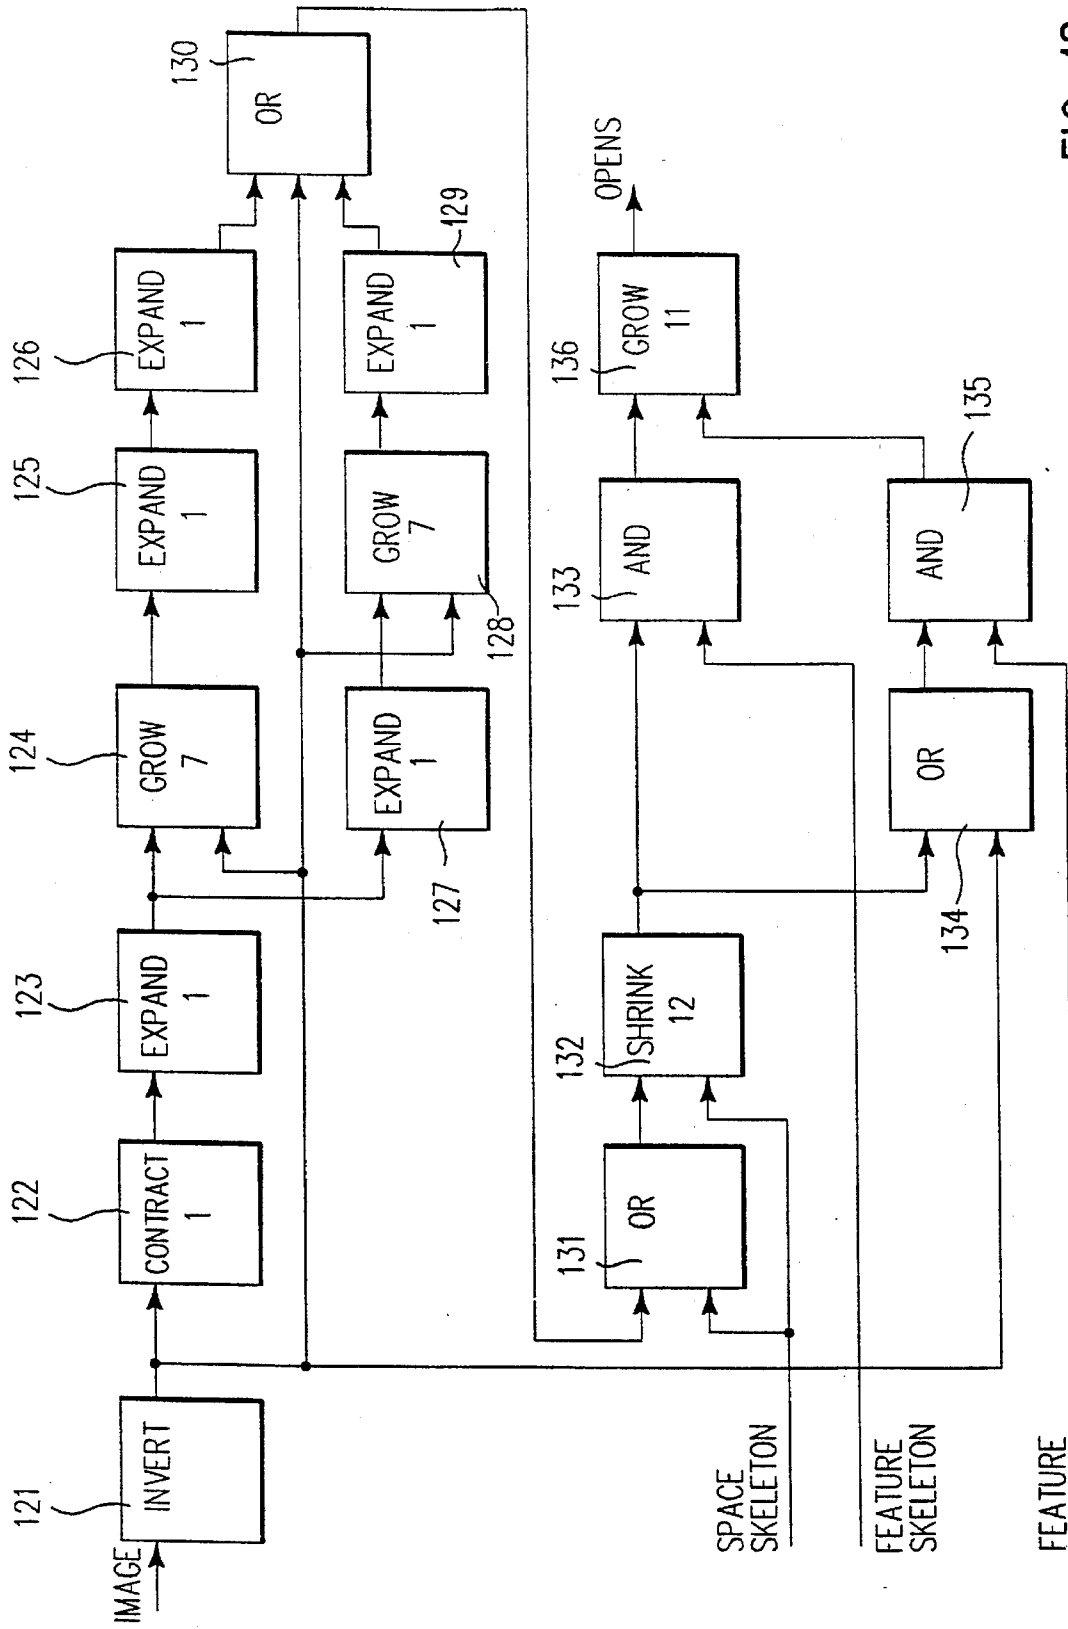 IMAGE
121
INVERT
122
CONTRACT
1
123
EXPAND
1
124
GROW
7
125
EXPAND
1
126
EXPAND
1
127
EXPAND
1
128
GROW
7
129
EXPAND
1
130
OR
131
OR
132
SHRINK
12
133
AND
134
OR
135
AND
136
GROW
11
OPENS
SPACE
SKELETON
FEATURE
SKELETON
FEATURE